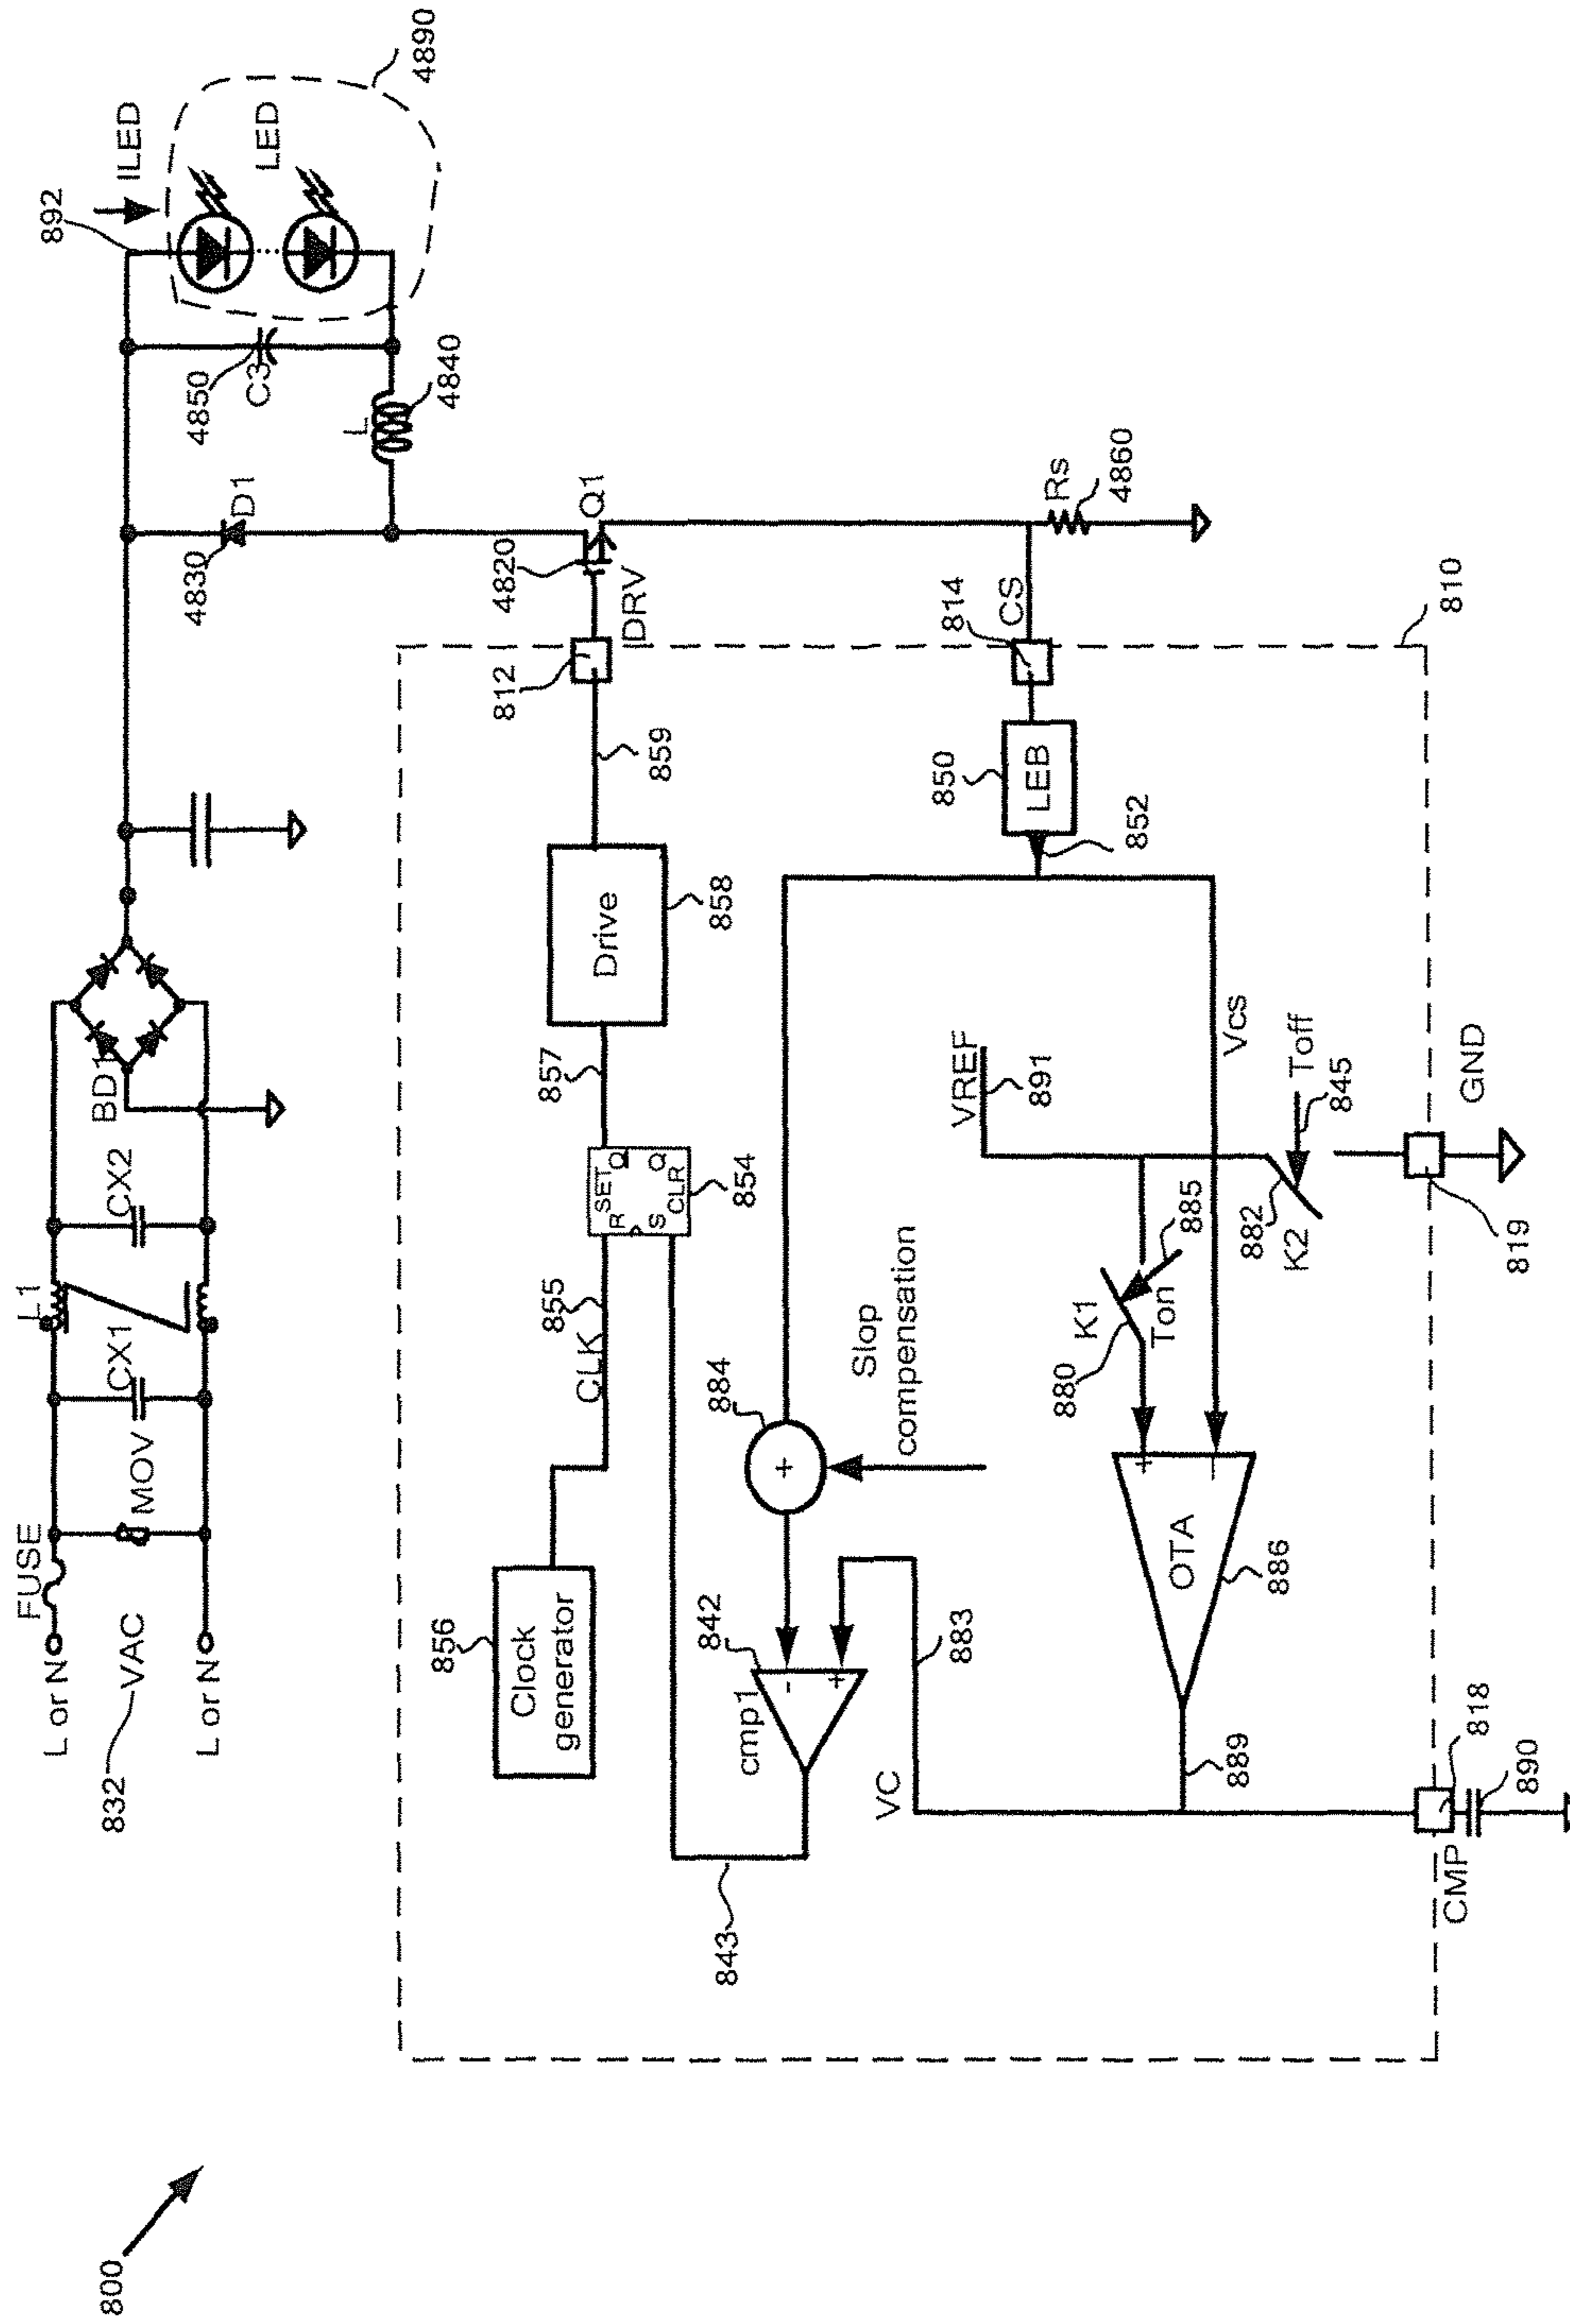 800
L or N
FUSE
832
VAC
L or N
MOV
CX1
L1
CX2
BD1
4830
D1
4850
C3
L
4840
892
ILED
LED
4890
856
Clock
generator
CLK
855
R
SET
Q
S
CLR
Q
854
857
Drive
858
859
812
DRV
4820
Q1
843
cmp1
842
-
+
884
+
Slop
compensation
VREF
891
852
LEB
850
814
CS
Rs
4860
810
VC
883
889
OTA
886
+
-
880
K1
Ton
885
882
K2
Toff
845
Vcs
CMP
818
890
819
GND